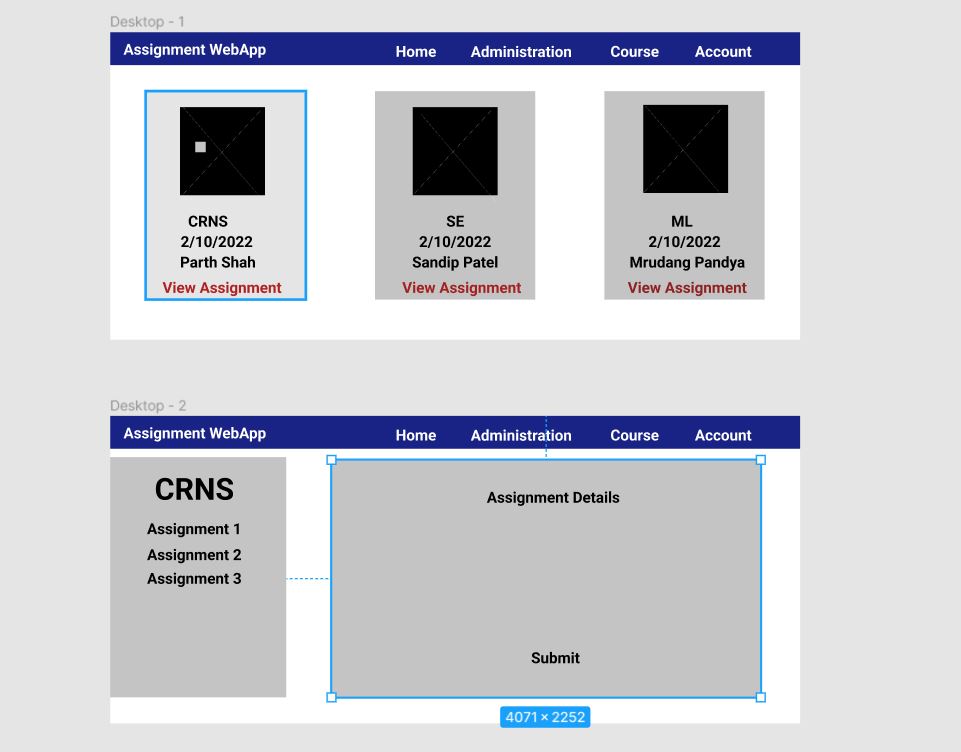 Desktop - 1
Assignment WebApp Home Administration Course Account
CRNS
2/10/2022
Parth Shah
View Assignment
SE
2/10/2022
Sandip Patel
View Assignment
ML
2/10/2022
Mrudang Pandya
View Assignment
Desktop - 2
Assignment WebApp Home Administration Course Account
CRNS
Assignment 1
Assignment 2
Assignment 3
Assignment Details
Submit
4071 × 2252